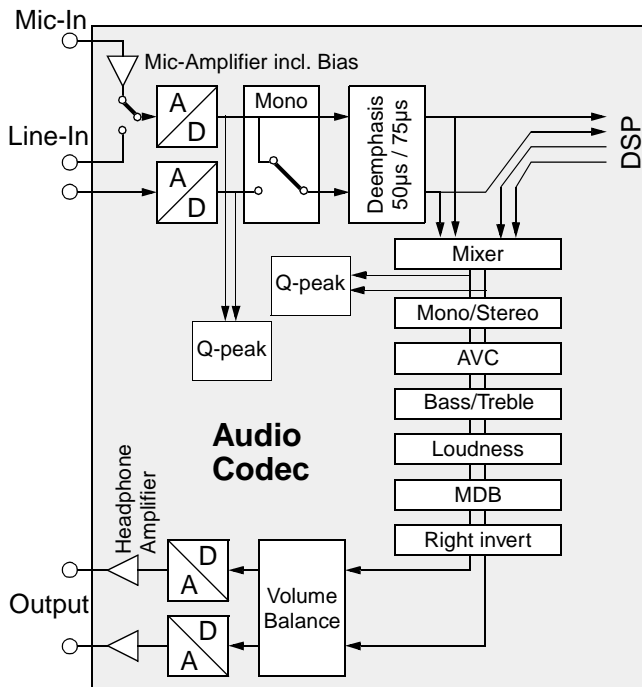 Mic-In
Mic-Amplifier incl. Bias
A
D
Mono
Line-In
A
D
Deemphasis
50µs / 75µs
DSP
Mixer
Q-peak
Mono/Stereo
Q-peak
AVC
Bass/Treble
Audio
Codec
Loudness
MDB
Right invert
Headphone
Amplifier
D
A
Volume
Balance
Output
D
A